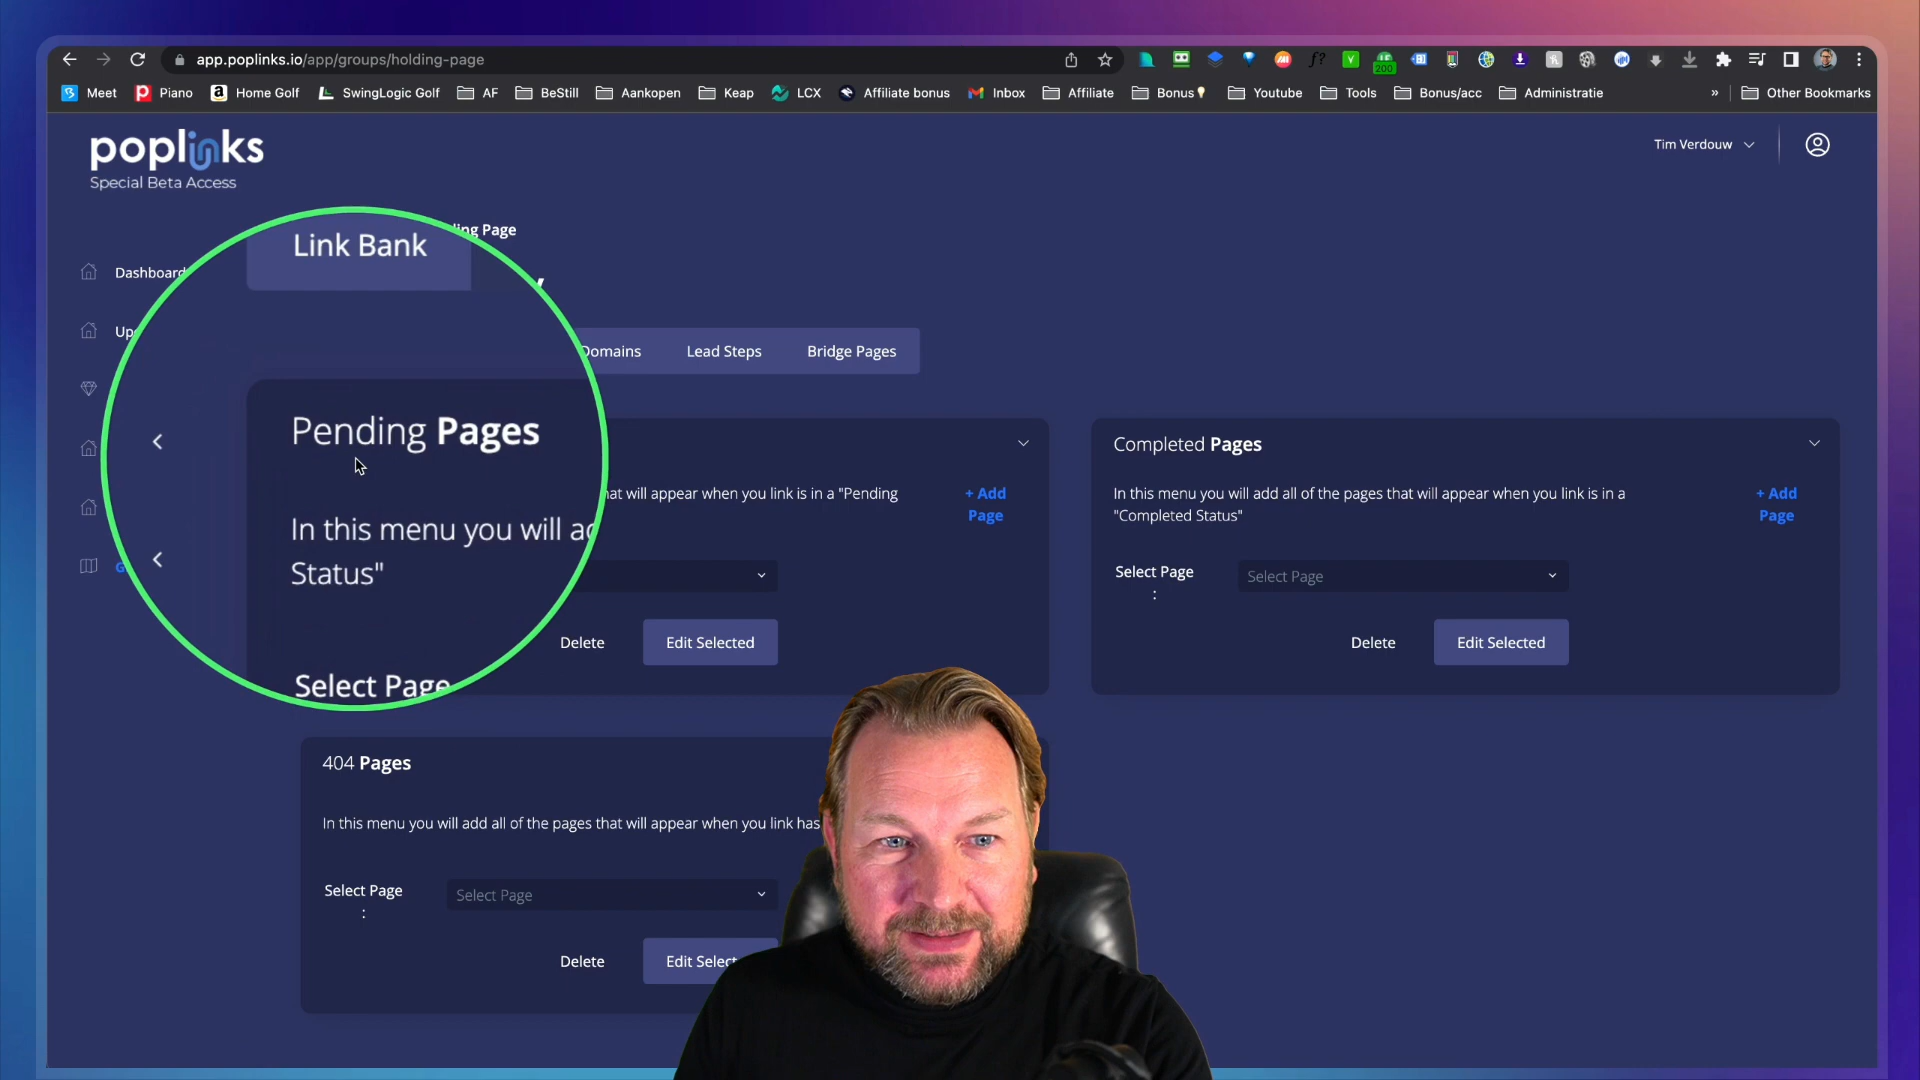 app.poplinks.io/app/groups/holding-page
200
Meet
Piano
Home Golf
SwingLogic Golf
AF
BeStill
Aankopen
Keap
LCX
Affiliate bonus
Inbox
Affiliate
Bonus
Youtube
Tools
Bonus/acc
Administratie
»
Other Bookmarks
poplinks
Special Beta Access
Tim Verdouw
Page
Link Bank
Dashboard
Domains
Lead Steps
Bridge Pages
Pending Pages
In this menu you will
Status"
that will appear when you link is in a "Pending
+ Add
Page
Select Page
Delete
Edit Selected
Completed Pages
In this menu you will add all of the pages that will appear when you link is in a
"Completed Status"
+ Add
Page
Select Page
:
Select Page
Delete
Edit Selected
404 Pages
In this menu you will add all of the pages that will appear when you link has
Select Page
:
Select Page
Delete
Edit